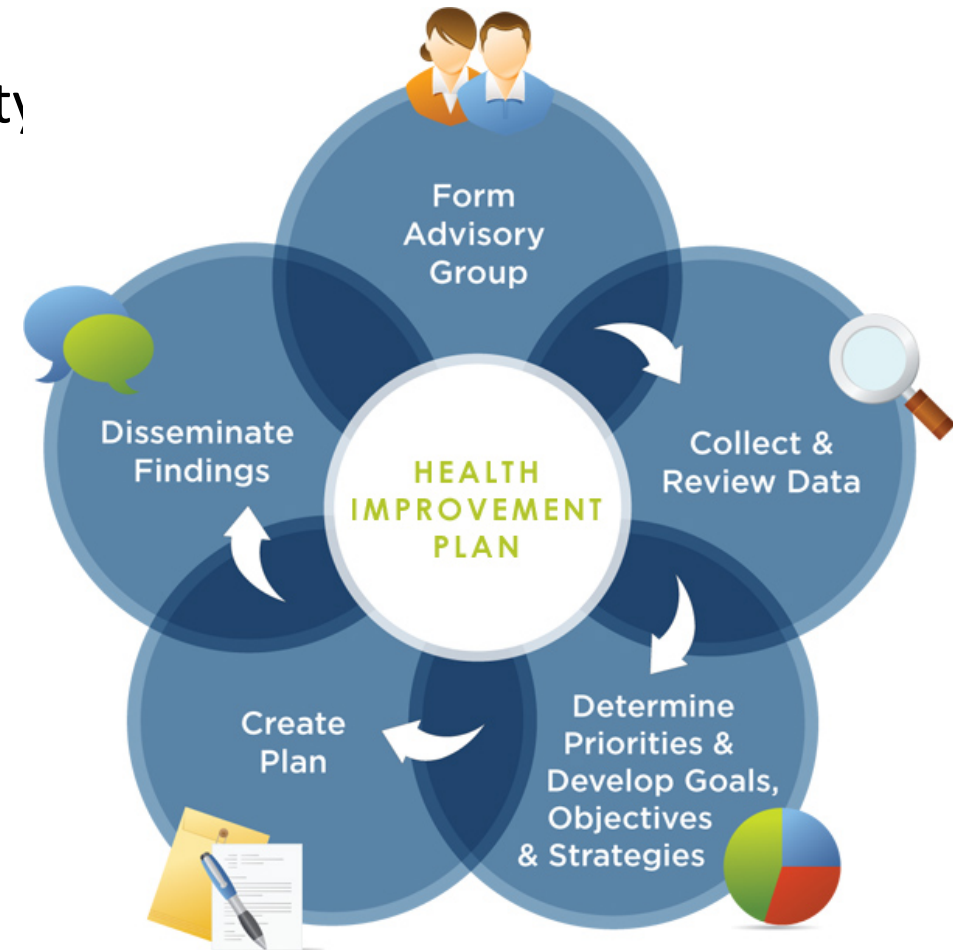 Form
Advisory
Group
Collect &
Review Data
Determine
Priorities &
Develop Goals,
Objectives
& Strategies
Create
Plan
Disseminate
Findings
HEALTH
IMPROVEMENT
PLAN